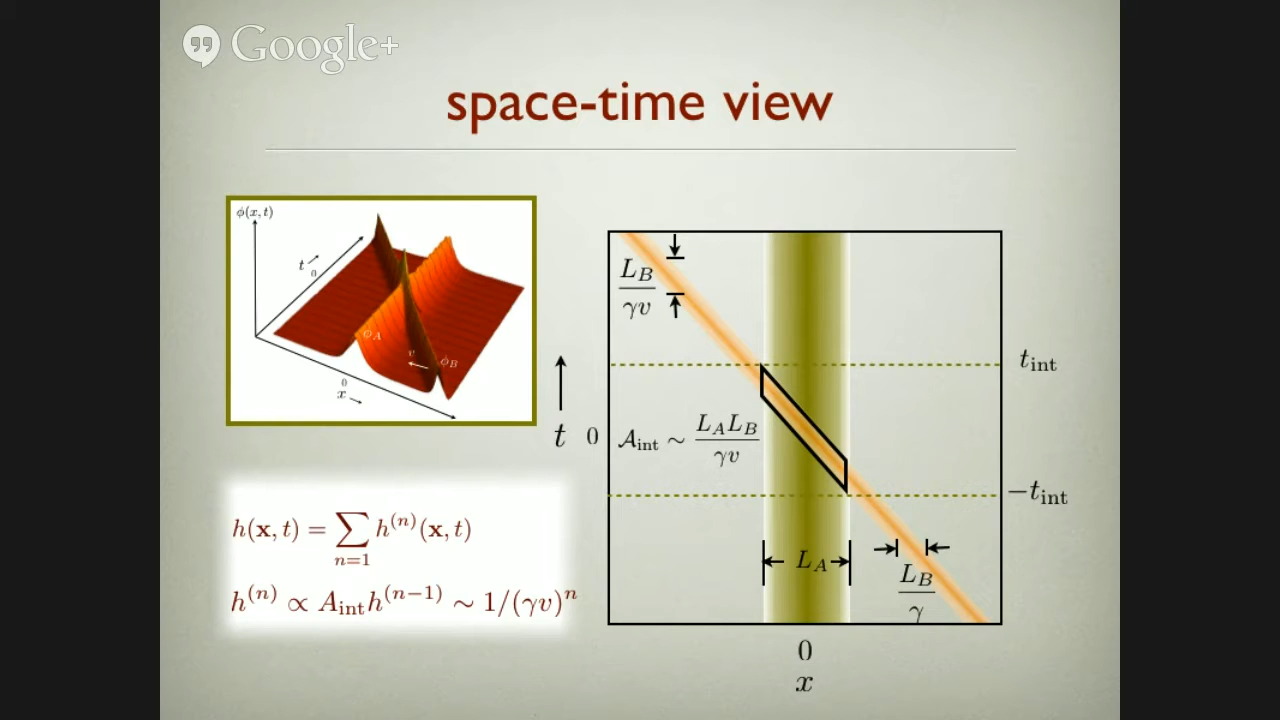 Google+
space-time view
ϕ(x, t)
t
0
ϕ_A
v
ϕ_B
0
x
h(x, t) = ∑_{n=1} h^{(n)}(x, t)
h^{(n)} ∝ A_int h^{(n−1)} ∼ 1/(γv)^n
L_B/γv
t_int
t
0
𝒜_int ∼ L_A L_B/γv
−t_int
L_A
L_B/γ
0
x